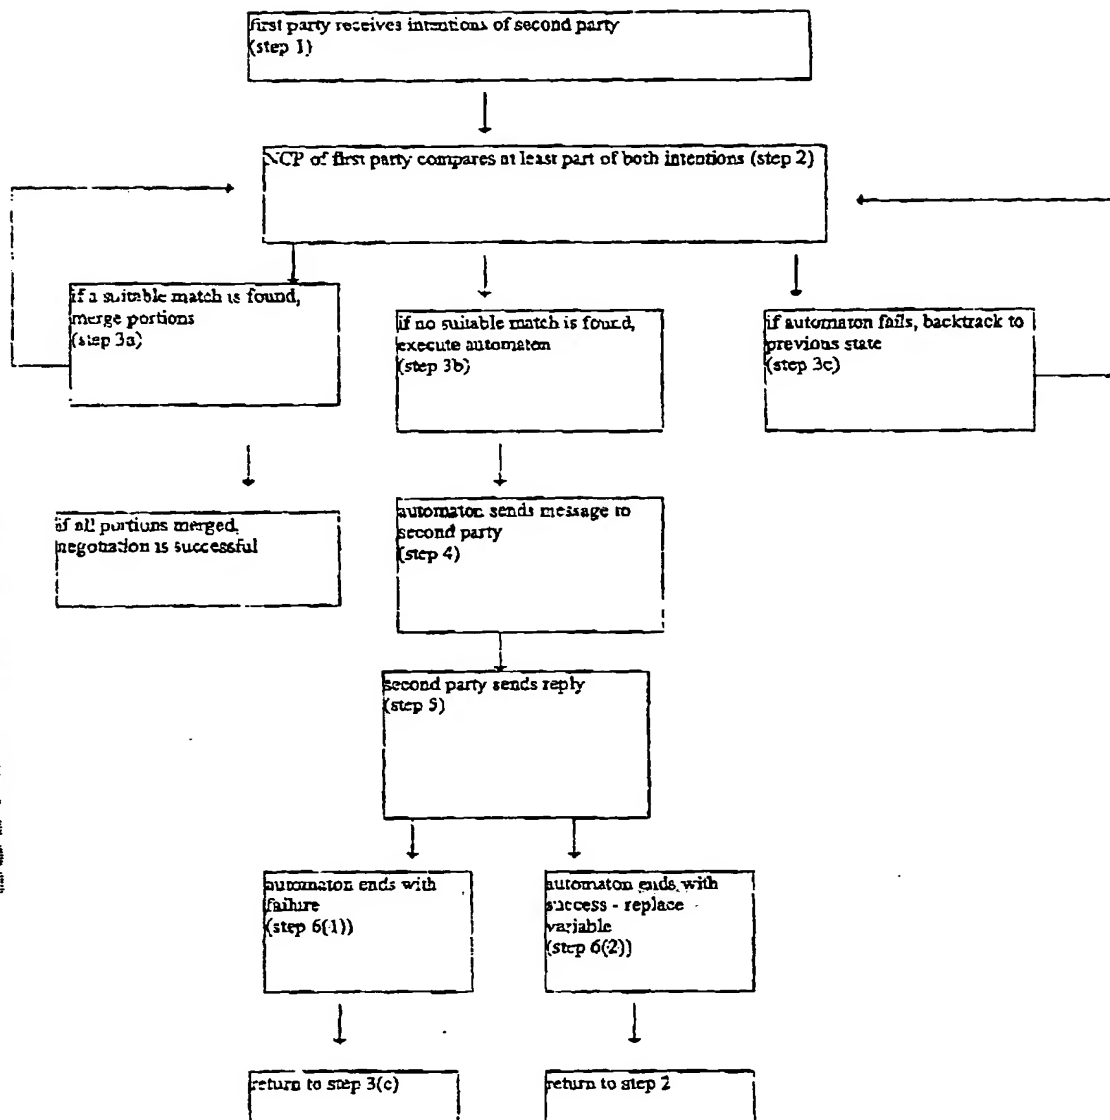 first party receives intentions of second party
(step 1)
NCP of first party compares at least part of both intentions (step 2)
if a suitable match is found,
merge portions
(step 3a)
if no suitable match is found,
execute automaton
(step 3b)
if automaton fails, backtrack to
previous state
(step 3c)
if all portions merged,
negotiation is successful
automaton sends message to
second party
(step 4)
second party sends reply
(step 5)
automaton ends with
failure
(step 6(1))
automaton ends with
success - replace
variable
(step 6(2))
return to step 3(c)
return to step 2